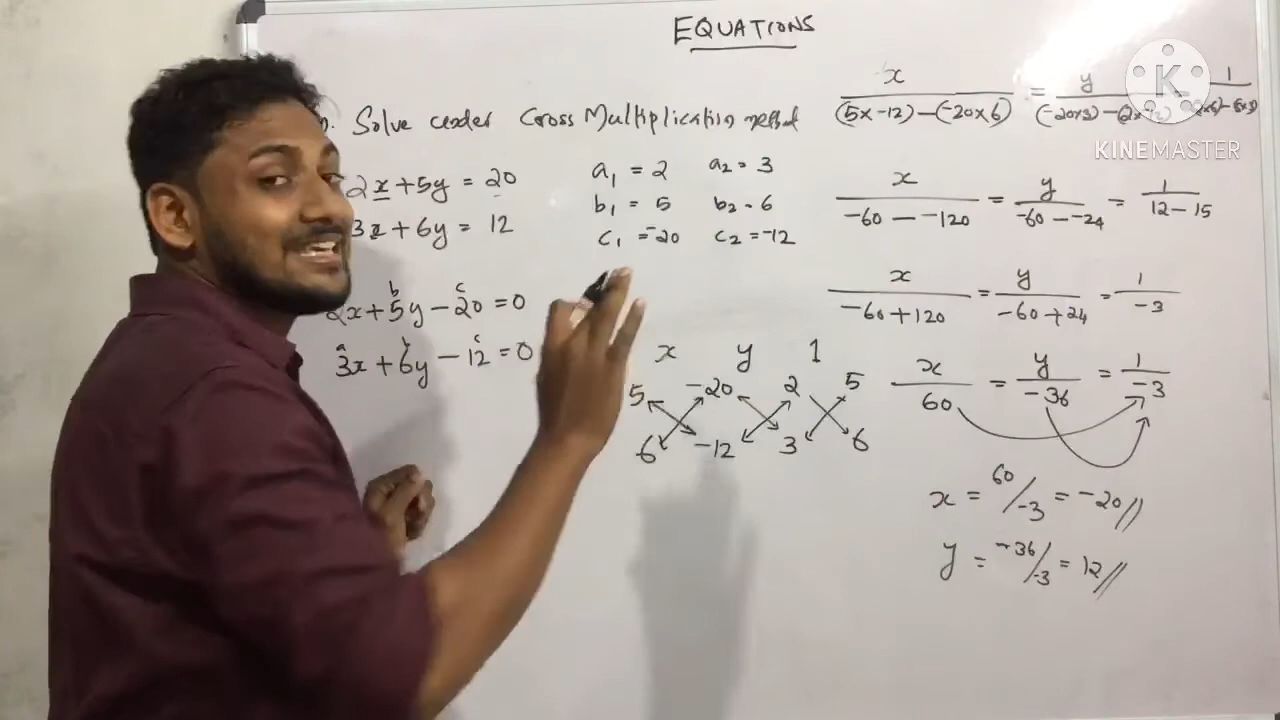 EQUATIONS
Solve under Cross Multiplication method
2x+5y = 20
3x + 6y = 12
a₁ = 2 a₂ = 3
b₁ = 5 b₂ = 6
c₁ = -20 c₂ = -12
b c
2x+5y-20=0
a b c
3x+6y-12=0
x y 1
5 -20 2 5
6 -12 3 6
x/(5x-12)-(-20x6) = y/(-20x3)-(2x-12) 1
x/-60--120 = y/-60--24 = 1/12-15
x/-60+120 = y/-60+24 = 1/-3
x/60 = y/-36 = 1/-3
x = 60/-3 = -20//
y = -36/-3 = 12//
K
KINEMASTER